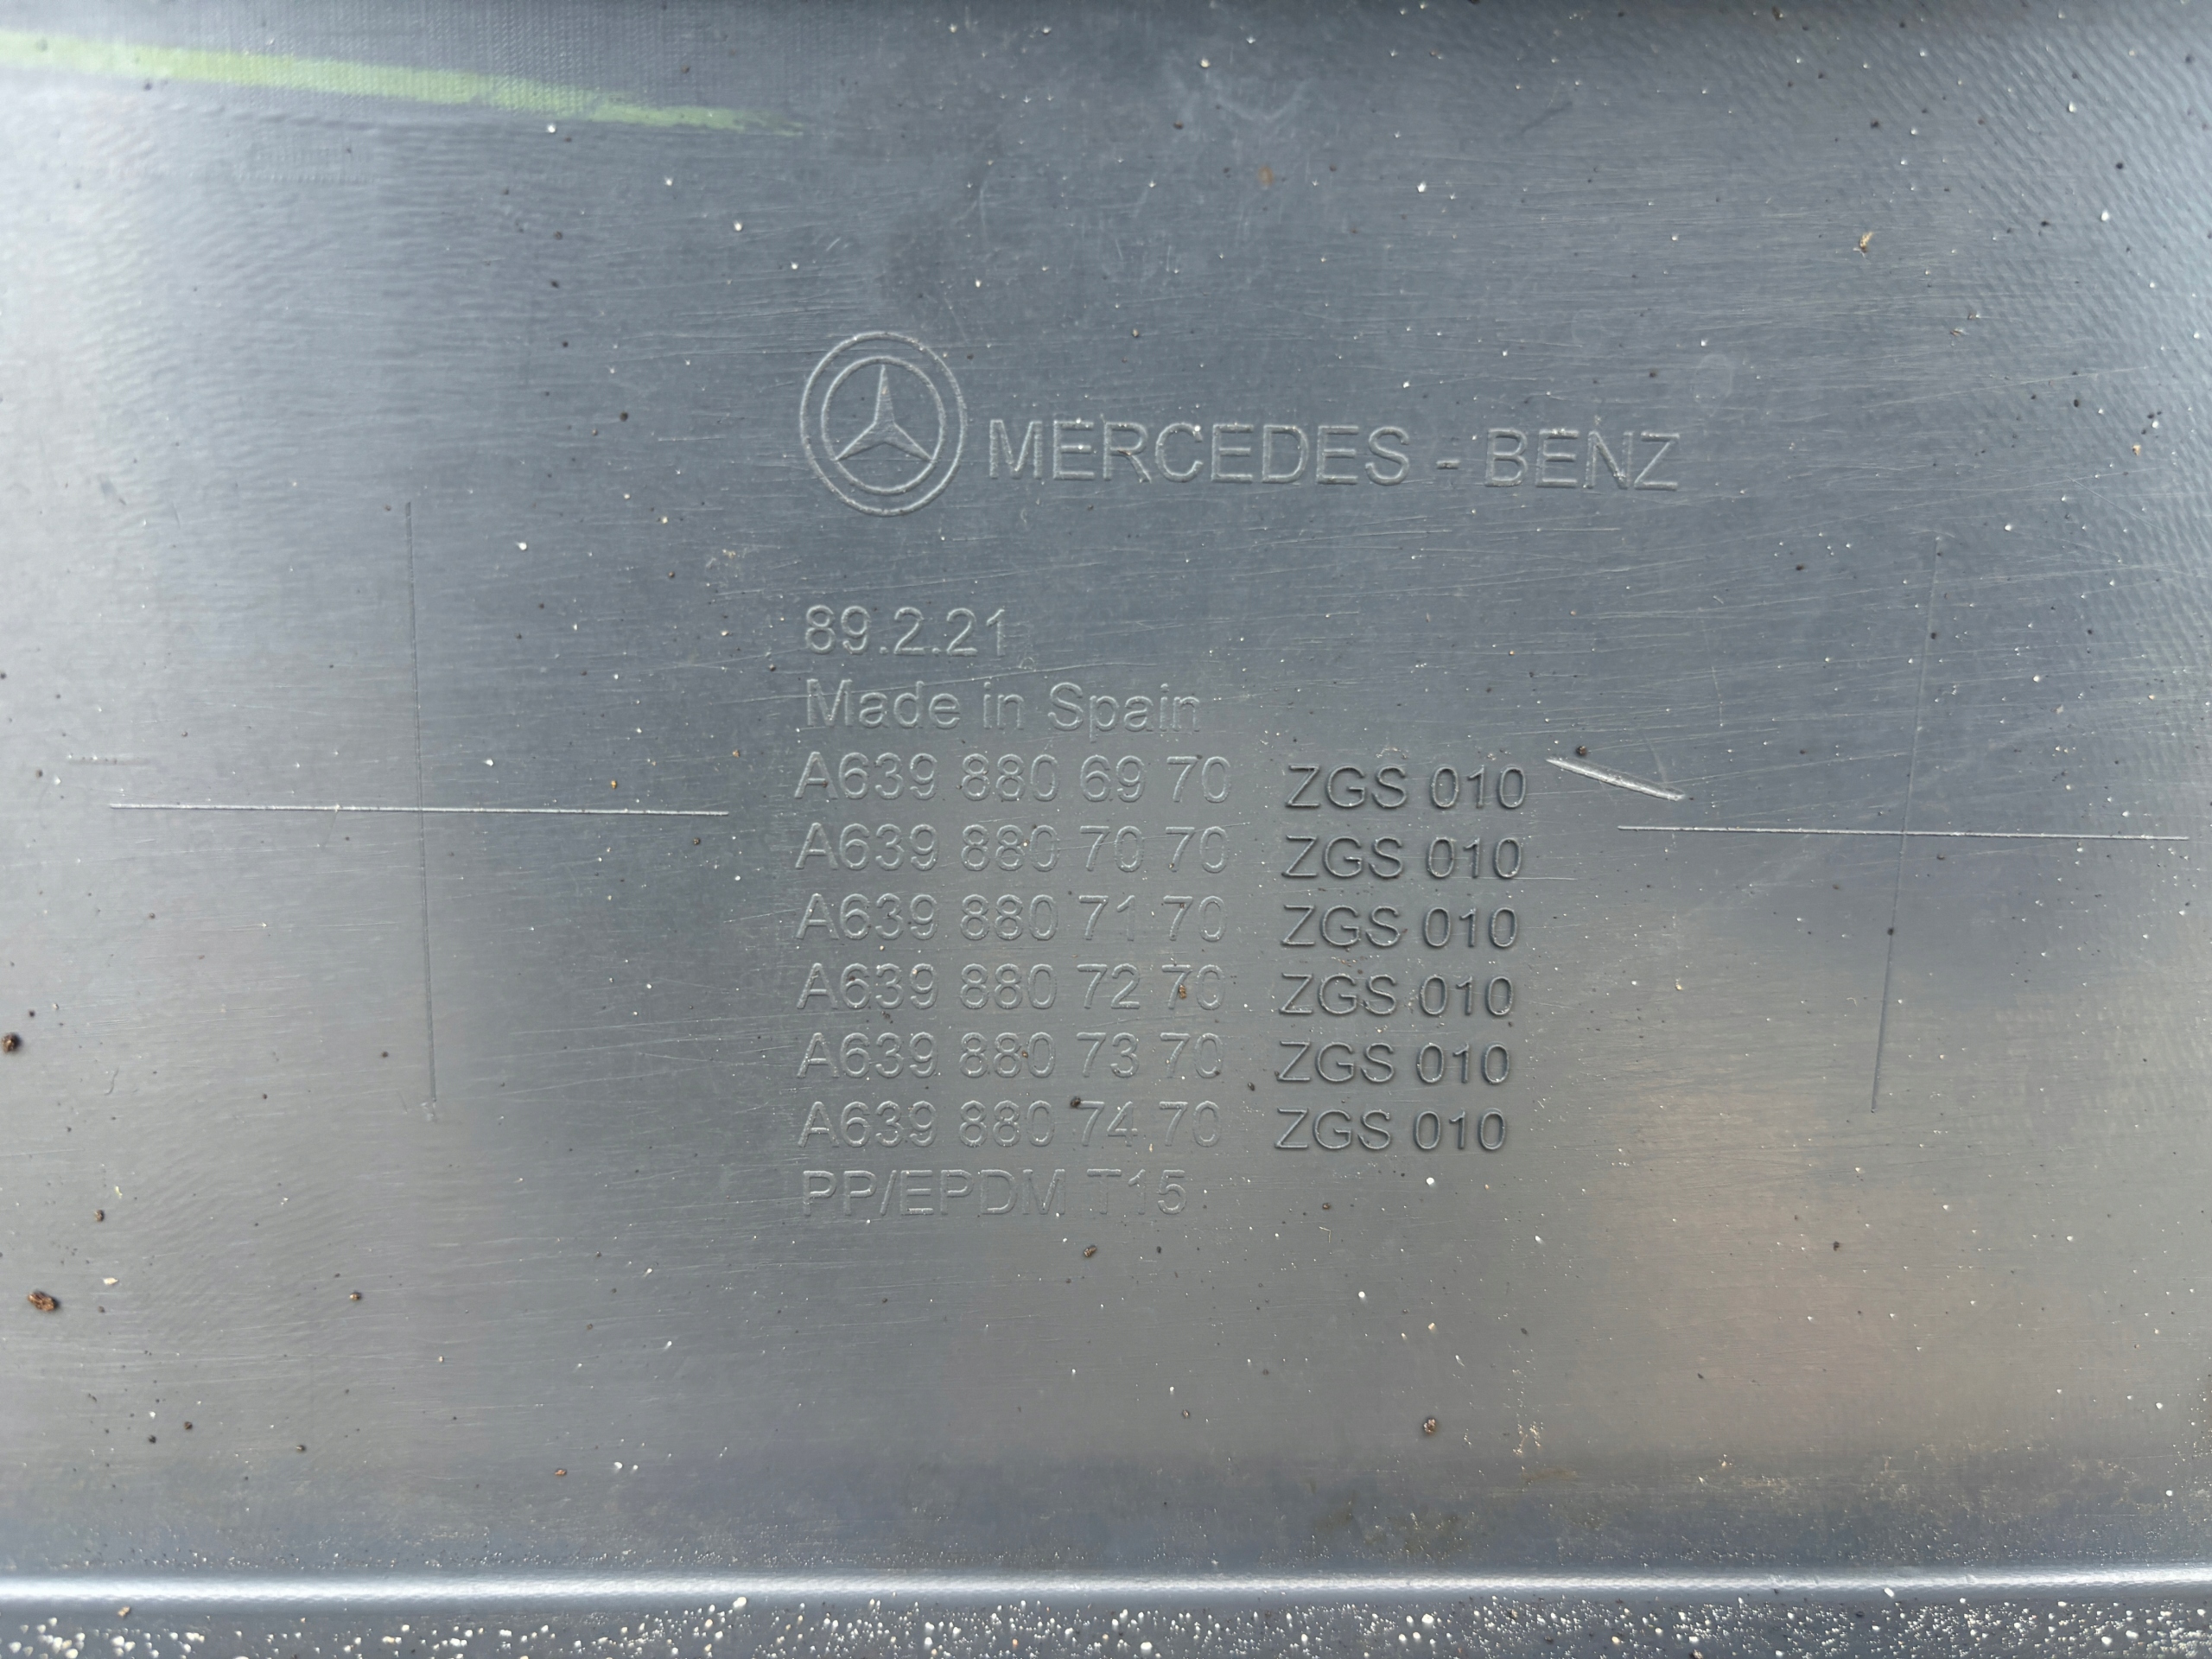 MERCEDES - BENZ
89.2.21
Made in Spain
A639 880 69 70 ZGS 010
A639 880 70 70 ZGS 010
A639 880 71 70 ZGS 010
A639 880 72 70 ZGS 010
A639 880 73 70 ZGS 010
A639 880 74 70 ZGS 010
PP/EPDM T15